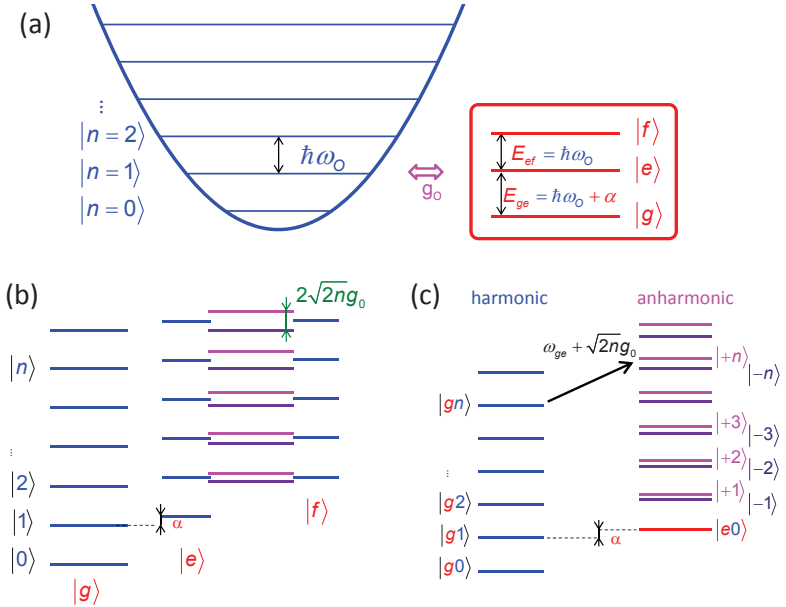 (a)
⋮
|n = 2⟩
|n = 1⟩
|n = 0⟩
ℏω_O
g_O
E_ef = ℏω_O
E_ge = ℏω_O + α
|f⟩
|e⟩
|g⟩
(b)
2√2n g_0
|n⟩
⋮
|2⟩
|1⟩
|0⟩
α
|g⟩
|e⟩
|f⟩
(c)
harmonic
anharmonic
ω_ge + √2n g_0
|gn⟩
⋮
|g2⟩
|g1⟩
|g0⟩
α
|+n⟩
|−n⟩
|+3⟩
|−3⟩
|+2⟩
|−2⟩
|+1⟩
|−1⟩
|e0⟩